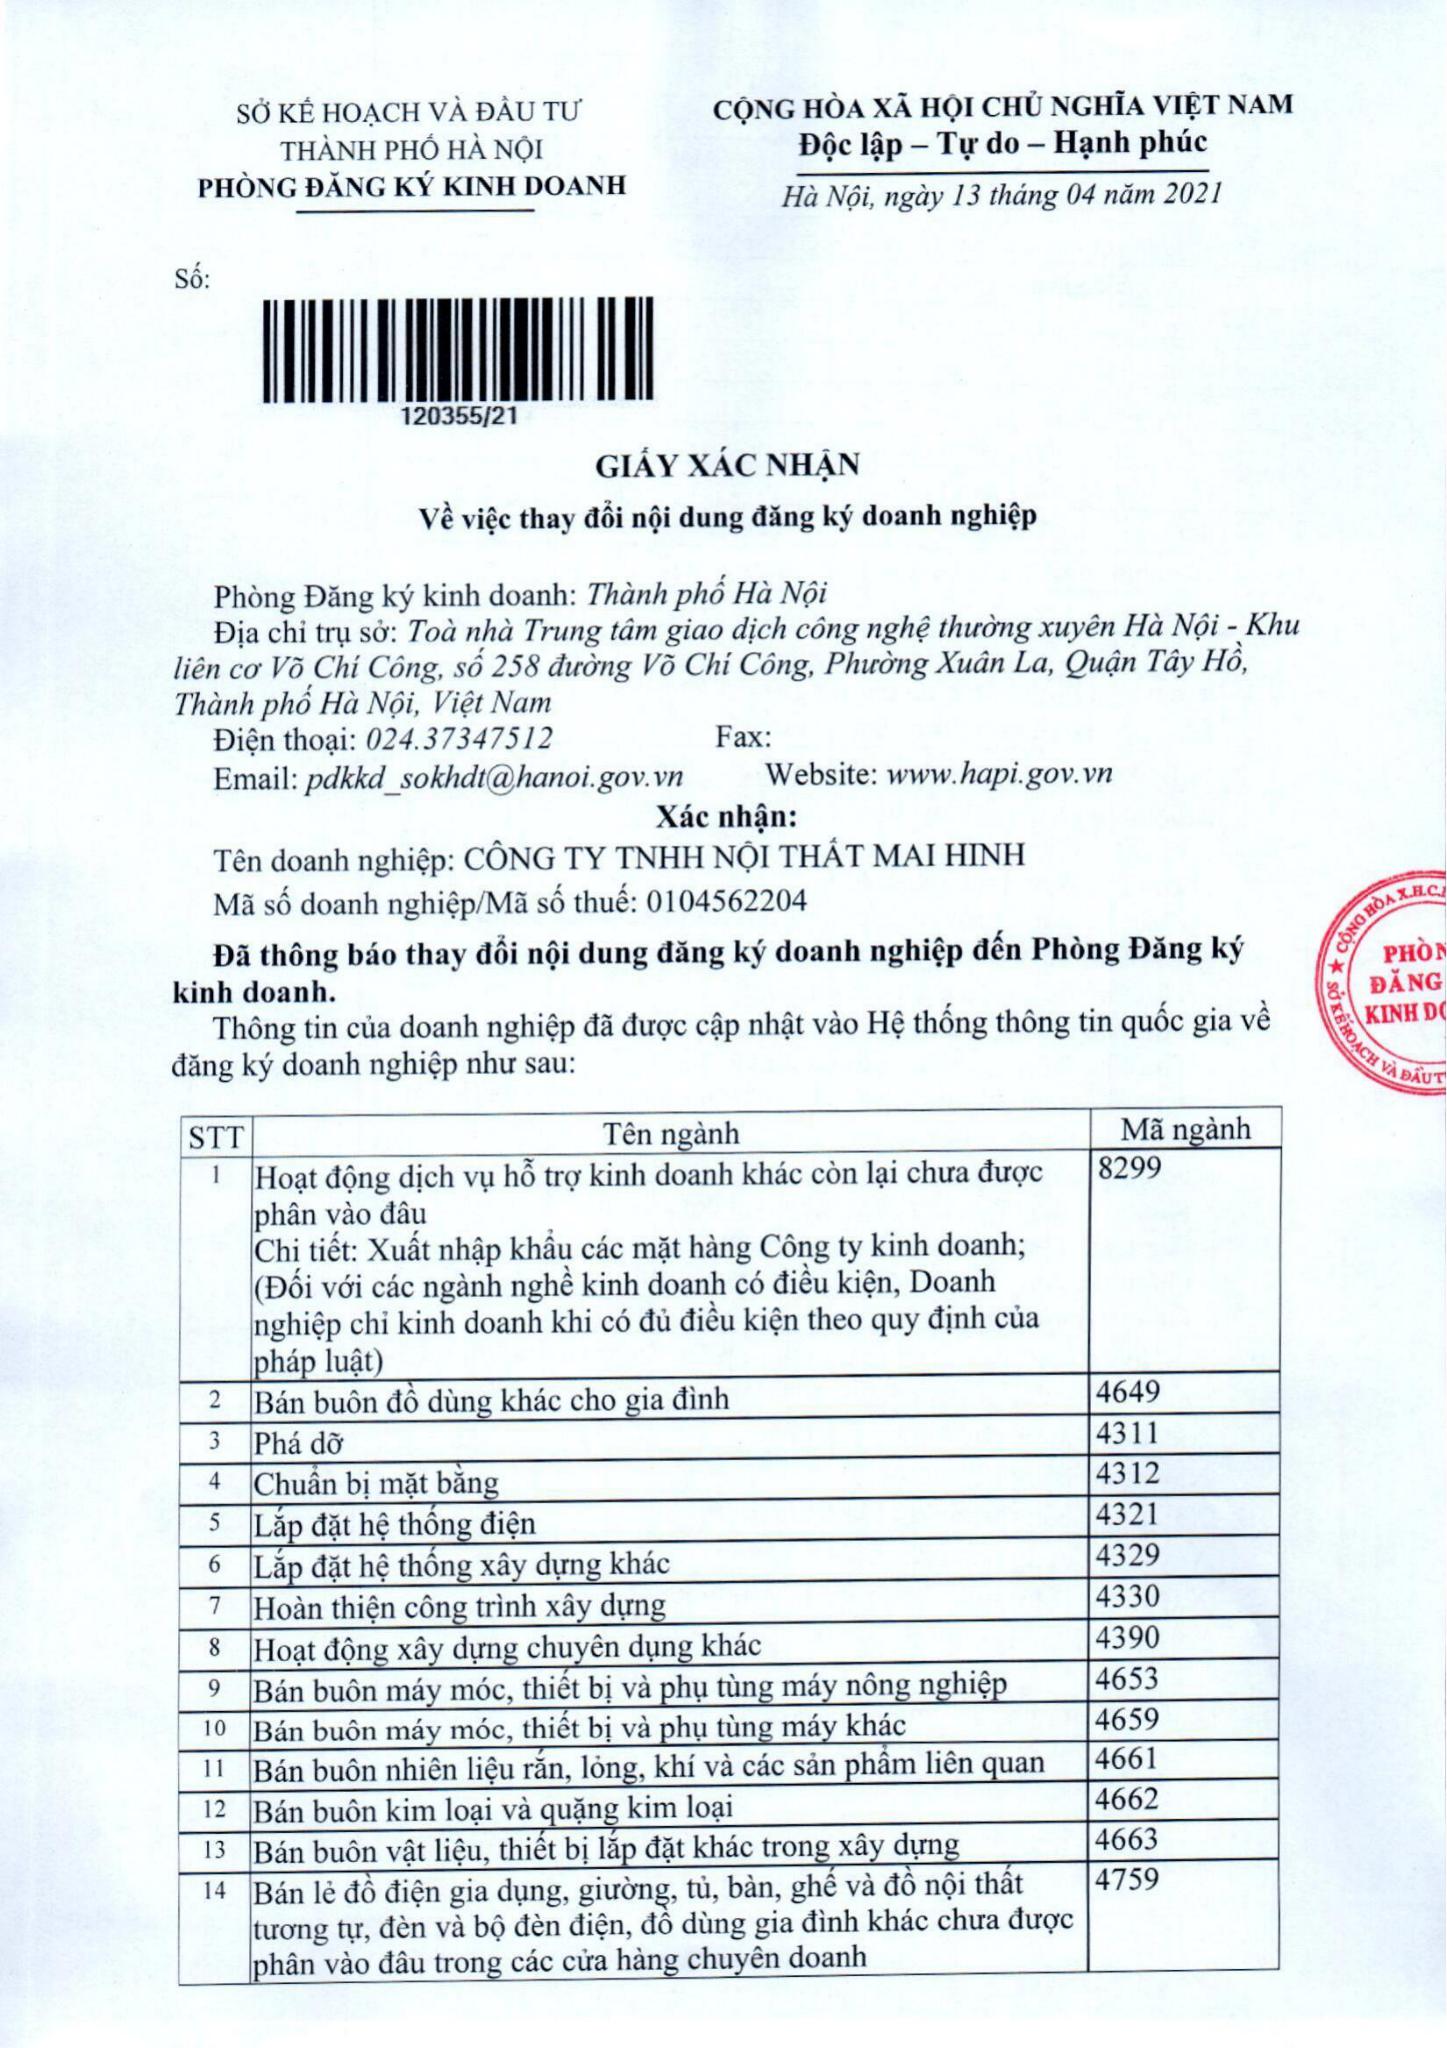 SỞ KẾ HOẠCH VÀ ĐẦU TƯ
THÀNH PHỐ HÀ NỘI
PHÒNG ĐĂNG KÝ KINH DOANH
CỘNG HÒA XÃ HỘI CHỦ NGHĨA VIỆT NAM
Độc lập – Tự do – Hạnh phúc
Hà Nội, ngày 13 tháng 04 năm 2021
Số:
120355/21
GIẤY XÁC NHẬN
Về việc thay đổi nội dung đăng ký doanh nghiệp
Phòng Đăng ký kinh doanh: Thành phố Hà Nội
Địa chỉ trụ sở: Toà nhà Trung tâm giao dịch công nghệ thường xuyên Hà Nội - Khu
liên cơ Võ Chí Công, số 258 đường Võ Chí Công, Phường Xuân La, Quận Tây Hồ,
Thành phố Hà Nội, Việt Nam
Điện thoại: 024.37347512 Fax:
Email: pdkkd_sokhdt@hanoi.gov.vn Website: www.hapi.gov.vn
Xác nhận:
Tên doanh nghiệp: CÔNG TY TNHH NỘI THẤT MAI HINH
Mã số doanh nghiệp/Mã số thuế: 0104562204
Đã thông báo thay đổi nội dung đăng ký doanh nghiệp đến Phòng Đăng ký
kinh doanh.
Thông tin của doanh nghiệp đã được cập nhật vào Hệ thống thông tin quốc gia về
đăng ký doanh nghiệp như sau:
CỘNG HÒA X.H.C.
PHÒN
ĐĂNG
KINH DO
SỞ KẾ HOẠCH VÀ ĐẦU T
STT Tên ngành Mã ngành
1 Hoạt động dịch vụ hỗ trợ kinh doanh khác còn lại chưa được 8299
phân vào đâu
Chi tiết: Xuất nhập khẩu các mặt hàng Công ty kinh doanh;
(Đối với các ngành nghề kinh doanh có điều kiện, Doanh
nghiệp chỉ kinh doanh khi có đủ điều kiện theo quy định của
pháp luật)
2 Bán buôn đồ dùng khác cho gia đình 4649
3 Phá dỡ 4311
4 Chuẩn bị mặt bằng 4312
5 Lắp đặt hệ thống điện 4321
6 Lắp đặt hệ thống xây dựng khác 4329
7 Hoàn thiện công trình xây dựng 4330
8 Hoạt động xây dựng chuyên dụng khác 4390
9 Bán buôn máy móc, thiết bị và phụ tùng máy nông nghiệp 4653
10 Bán buôn máy móc, thiết bị và phụ tùng máy khác 4659
11 Bán buôn nhiên liệu rắn, lỏng, khí và các sản phẩm liên quan 4661
12 Bán buôn kim loại và quặng kim loại 4662
13 Bán buôn vật liệu, thiết bị lắp đặt khác trong xây dựng 4663
14 Bán lẻ đồ điện gia dụng, giường, tủ, bàn, ghế và đồ nội thất 4759
tương tự, đèn và bộ đèn điện, đồ dùng gia đình khác chưa được
phân vào đâu trong các cửa hàng chuyên doanh